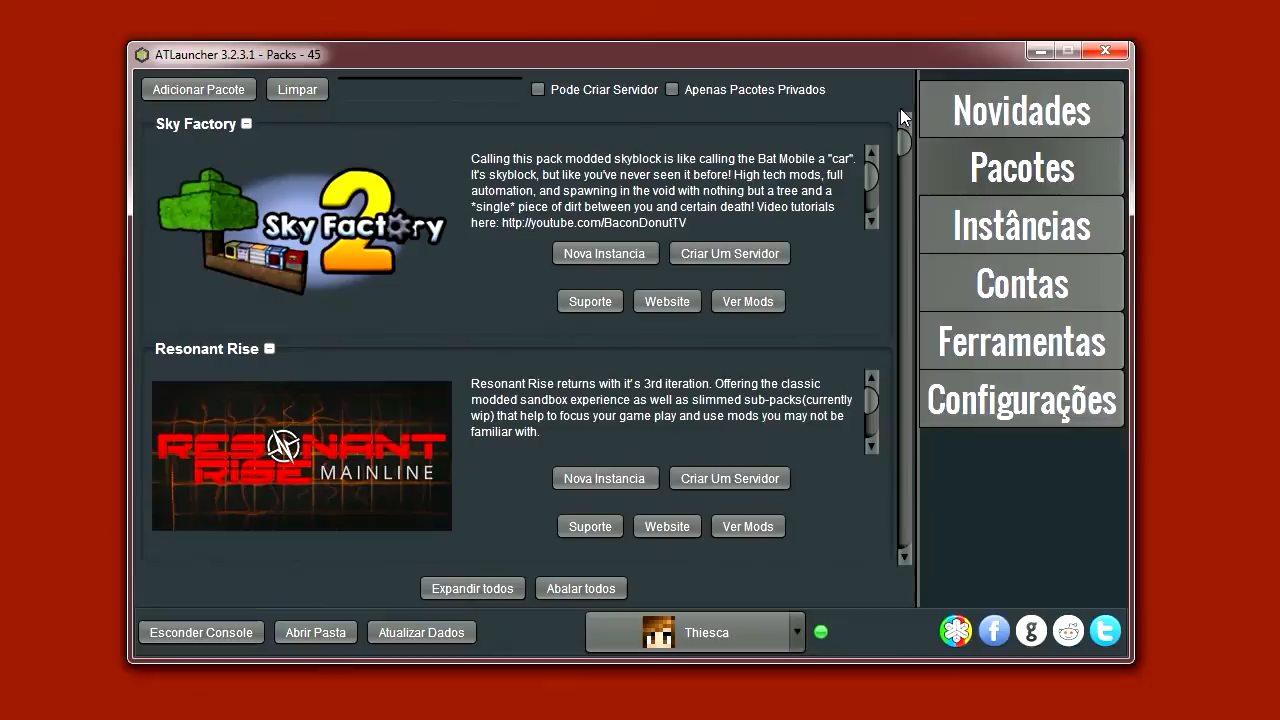 ATLauncher 3.2.3.1 - Packs - 45
Adicionar Pacote
Limpar
Pode Criar Servidor
Apenas Pacotes Privados
Sky Factory
Sky Factory 2
Calling this pack modded skyblock is like calling the Bat Mobile a "car".
It's skyblock, but like you've never seen it before! High tech mods, full
automation, and spawning in the void with nothing but a tree and a
*single* piece of dirt between you and certain death! Video tutorials
here: http://youtube.com/BaconDonutTV
Nova Instancia
Criar Um Servidor
Suporte
Website
Ver Mods
Resonant Rise
RESONANT
RISE MAINLINE
Resonant Rise returns with it's 3rd iteration. Offering the classic
modded sandbox experience as well as slimmed sub-packs(currently
wip) that help to focus your game play and use mods you may not be
familiar with.
Nova Instancia
Criar Um Servidor
Suporte
Website
Ver Mods
Expandir todos
Abalar todos
Novidades
Pacotes
Instâncias
Contas
Ferramentas
Configurações
Esconder Console
Abrir Pasta
Atualizar Dados
Thiesca
f
g